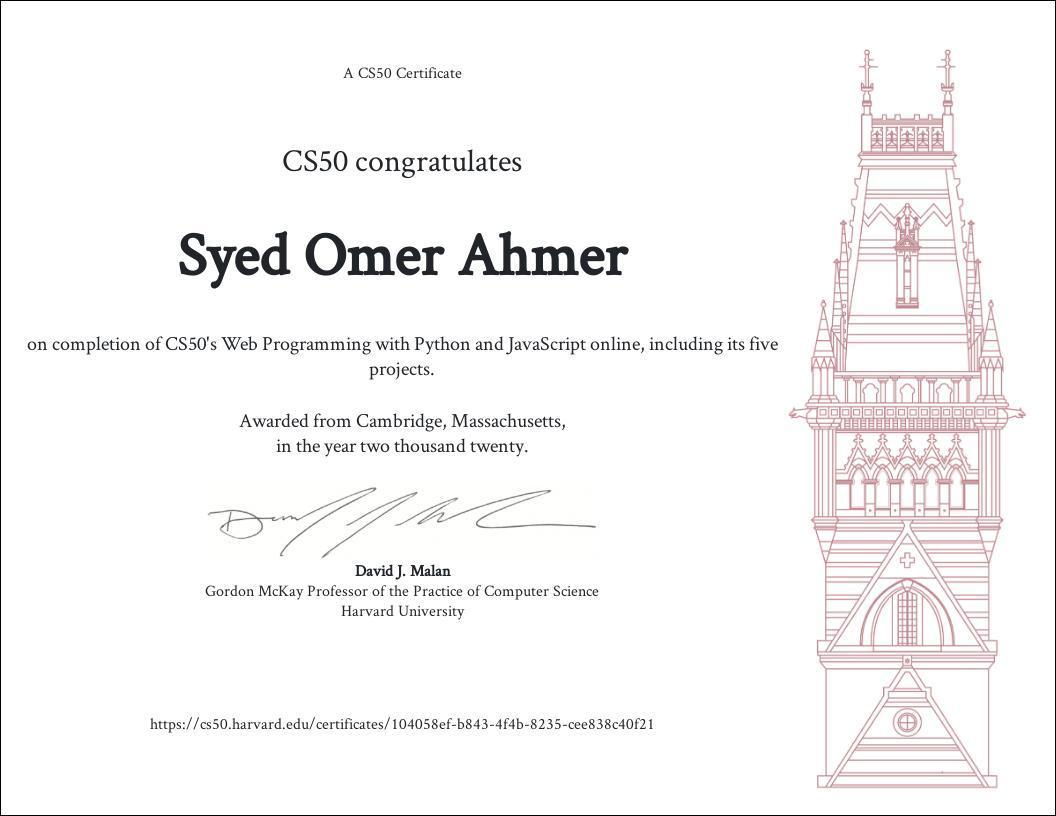 A CS50 Certificate
CS50 congratulates
Syed Omer Ahmer
on completion of CS50's Web Programming with Python and JavaScript online, including its five
projects.
Awarded from Cambridge, Massachusetts,
in the year two thousand twenty.
David J. Malan
Gordon McKay Professor of the Practice of Computer Science
Harvard University
https://cs50.harvard.edu/certificates/104058ef-b843-4f4b-8235-cee838c40f21